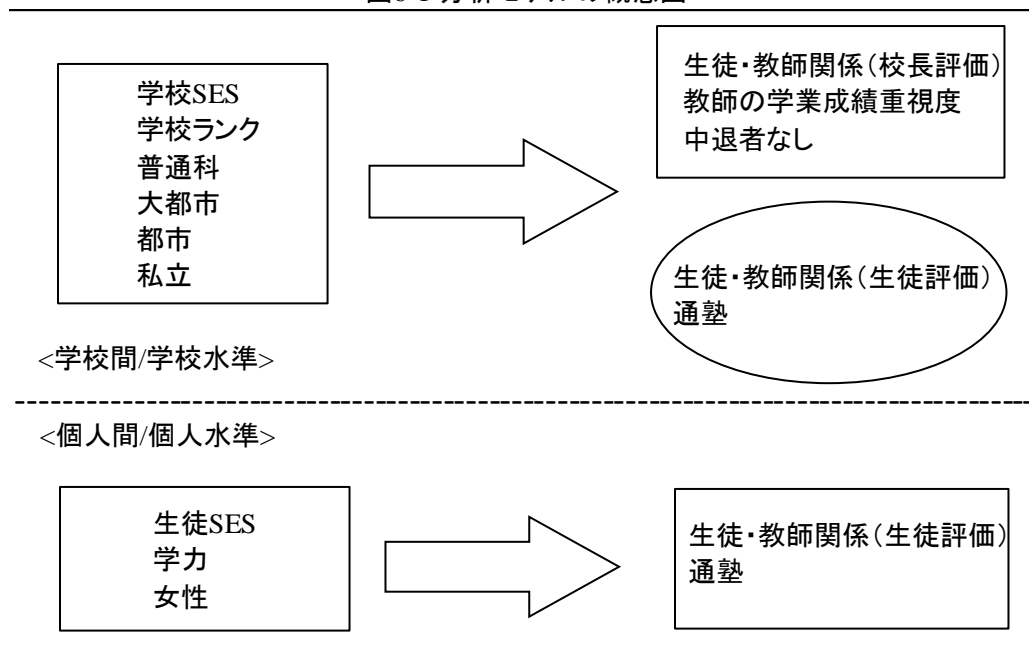 学校SES
学校ランク
普通科
大都市
都市
私立
生徒・教師関係（校長評価）
教師の学業成績重視度
中退者なし
生徒・教師関係（生徒評価）
通塾
<学校間/学校水準>
<個人間/個人水準>
生徒SES
学力
女性
生徒・教師関係（生徒評価）
通塾